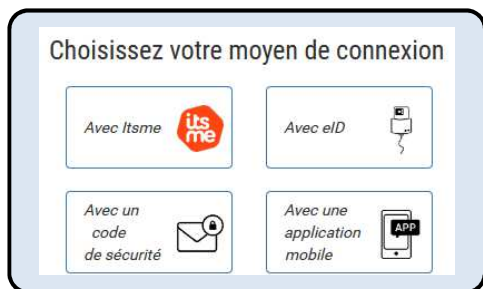 Choisissez votre moyen de connexion
Avec Itsme
its
me
Avec eID
Avec un
code
de sécurité
Avec une
application
mobile
APP